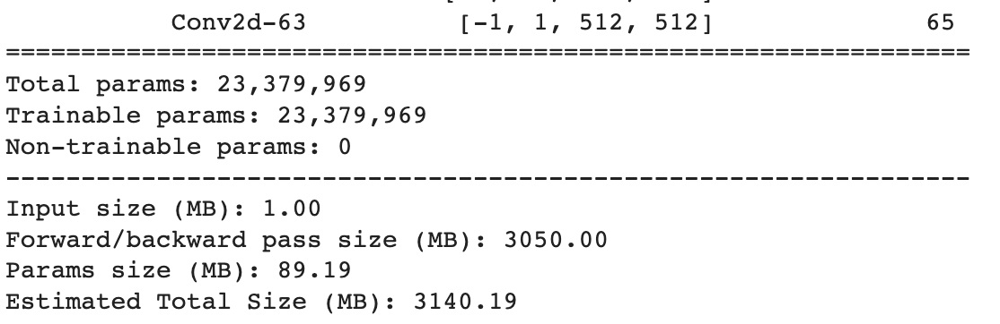 Conv2d-63 [-1, 1, 512, 512] 65
================================================================
Total params: 23,379,969
Trainable params: 23,379,969
Non-trainable params: 0
----------------------------------------------------------------
Input size (MB): 1.00
Forward/backward pass size (MB): 3050.00
Params size (MB): 89.19
Estimated Total Size (MB): 3140.19